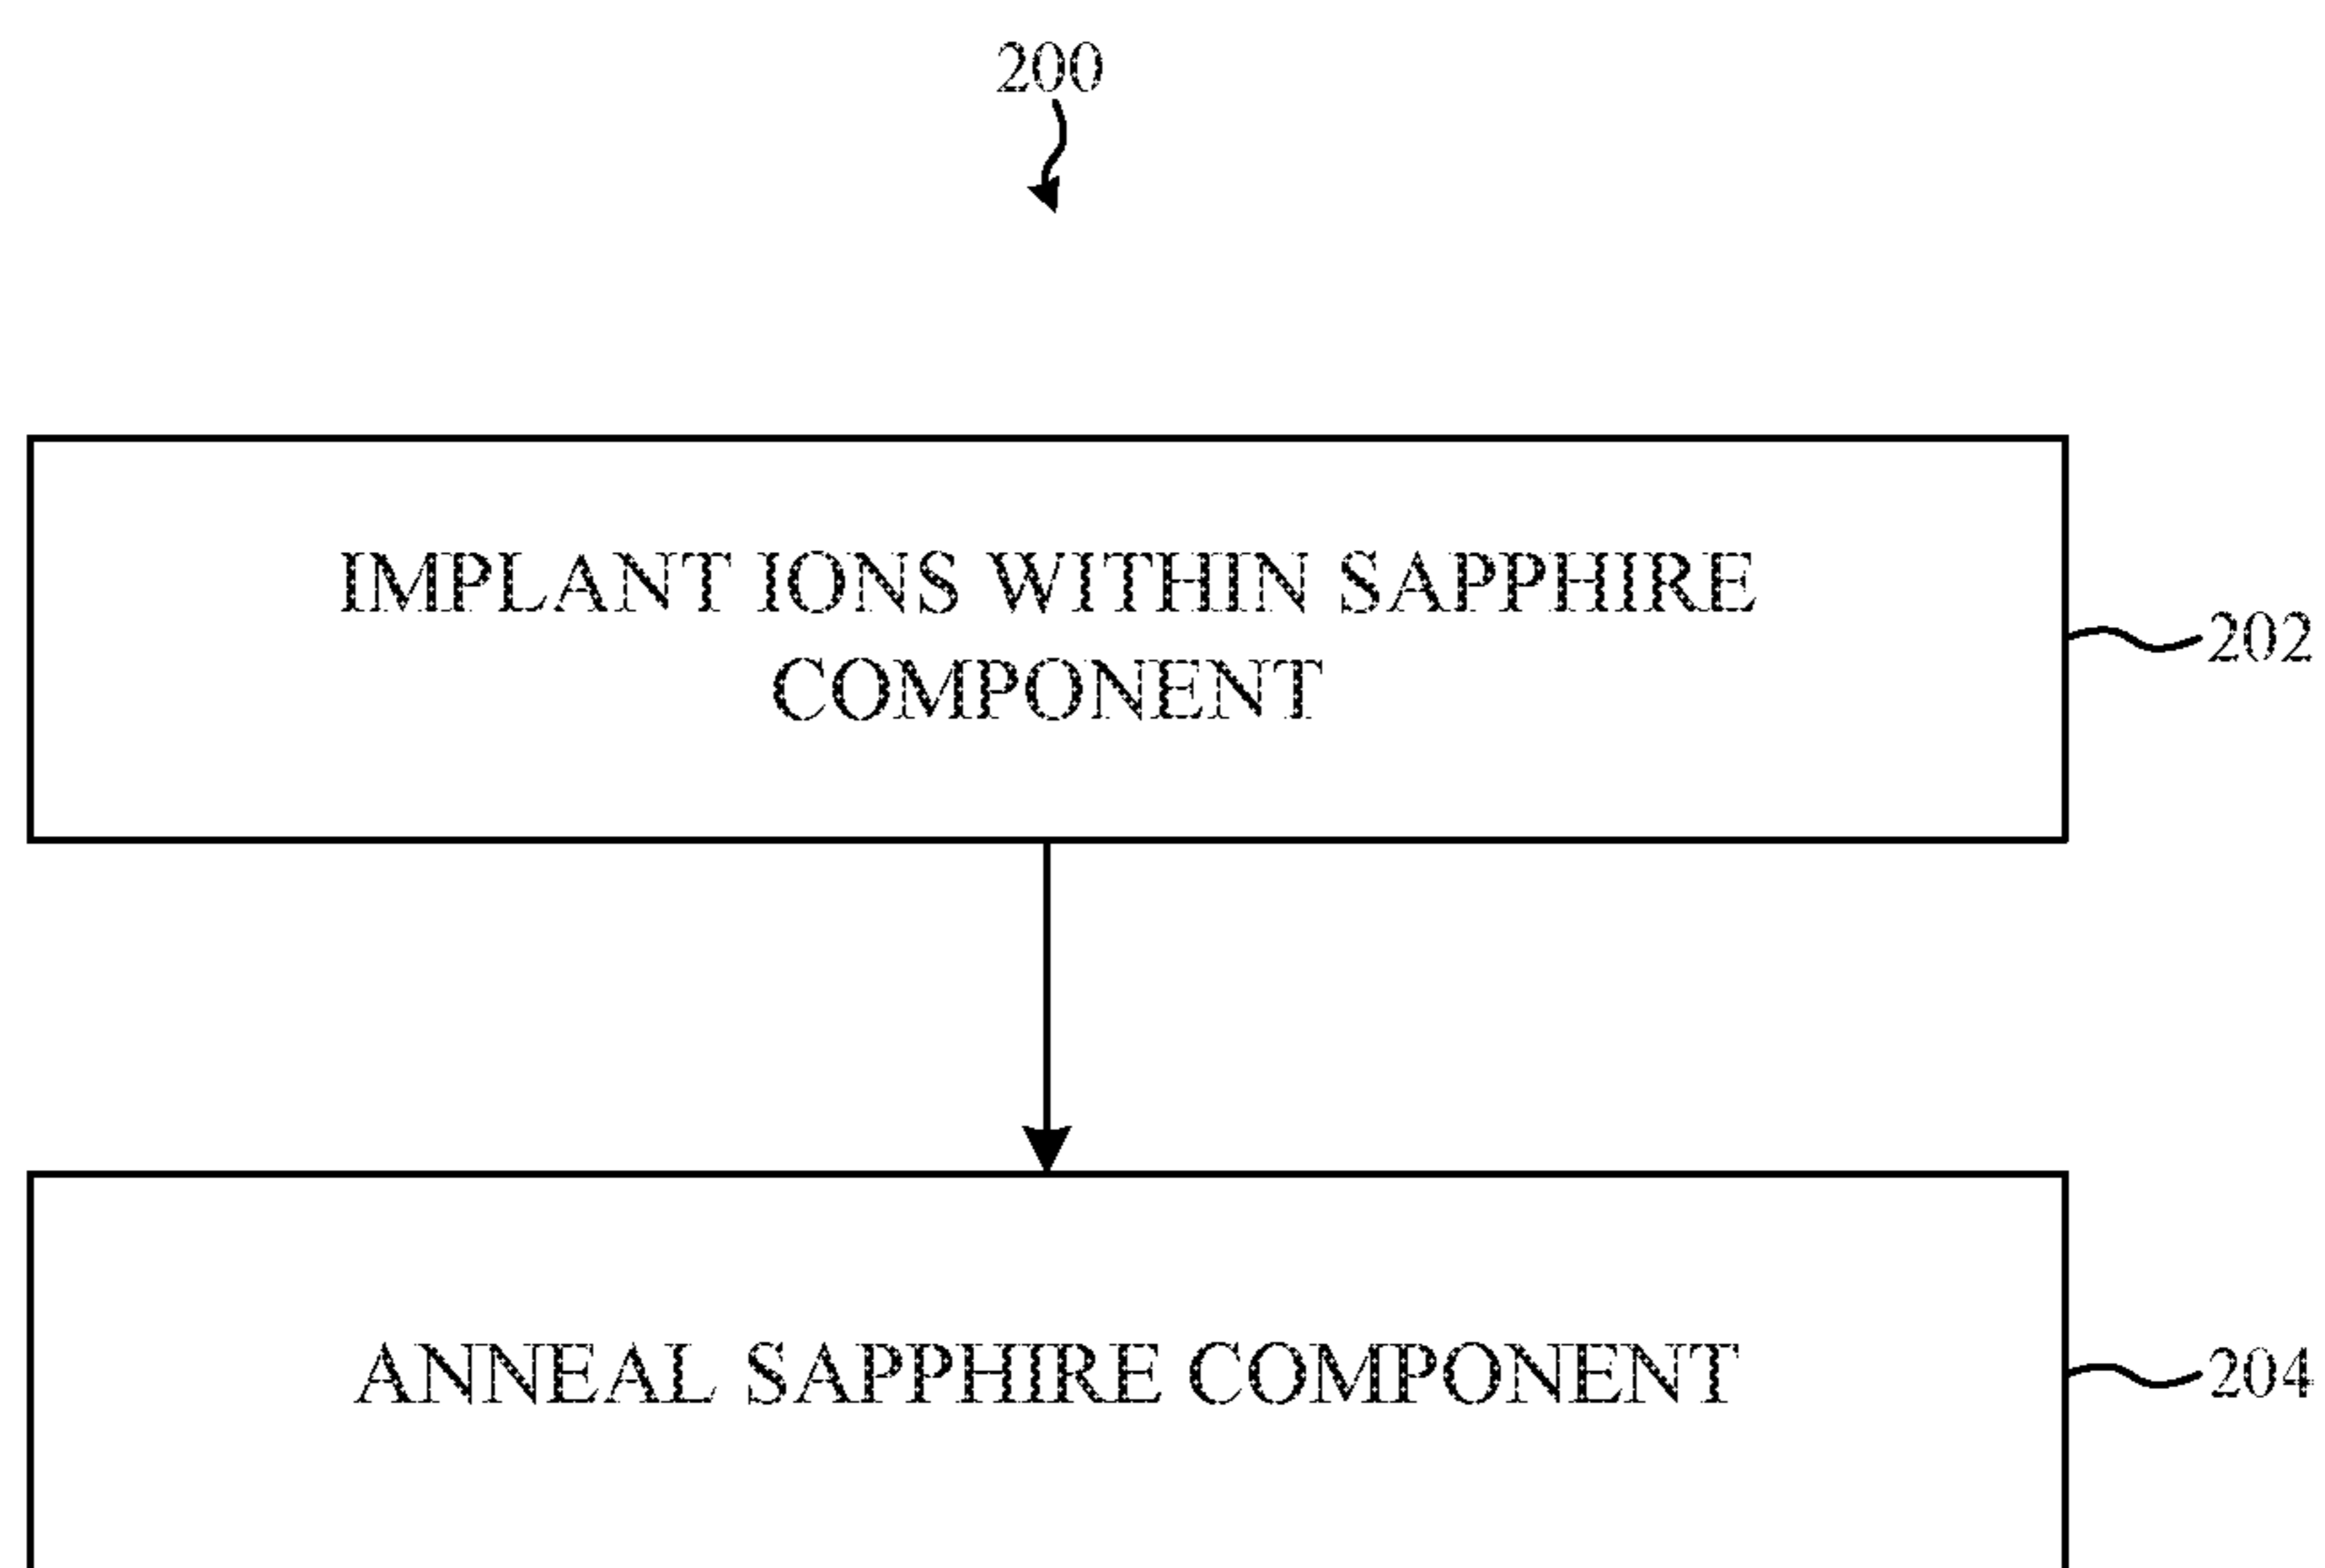 200
IMPLANT IONS WITHIN SAPPHIRE
COMPONENT
202
ANNEAL SAPPHIRE COMPONENT
204